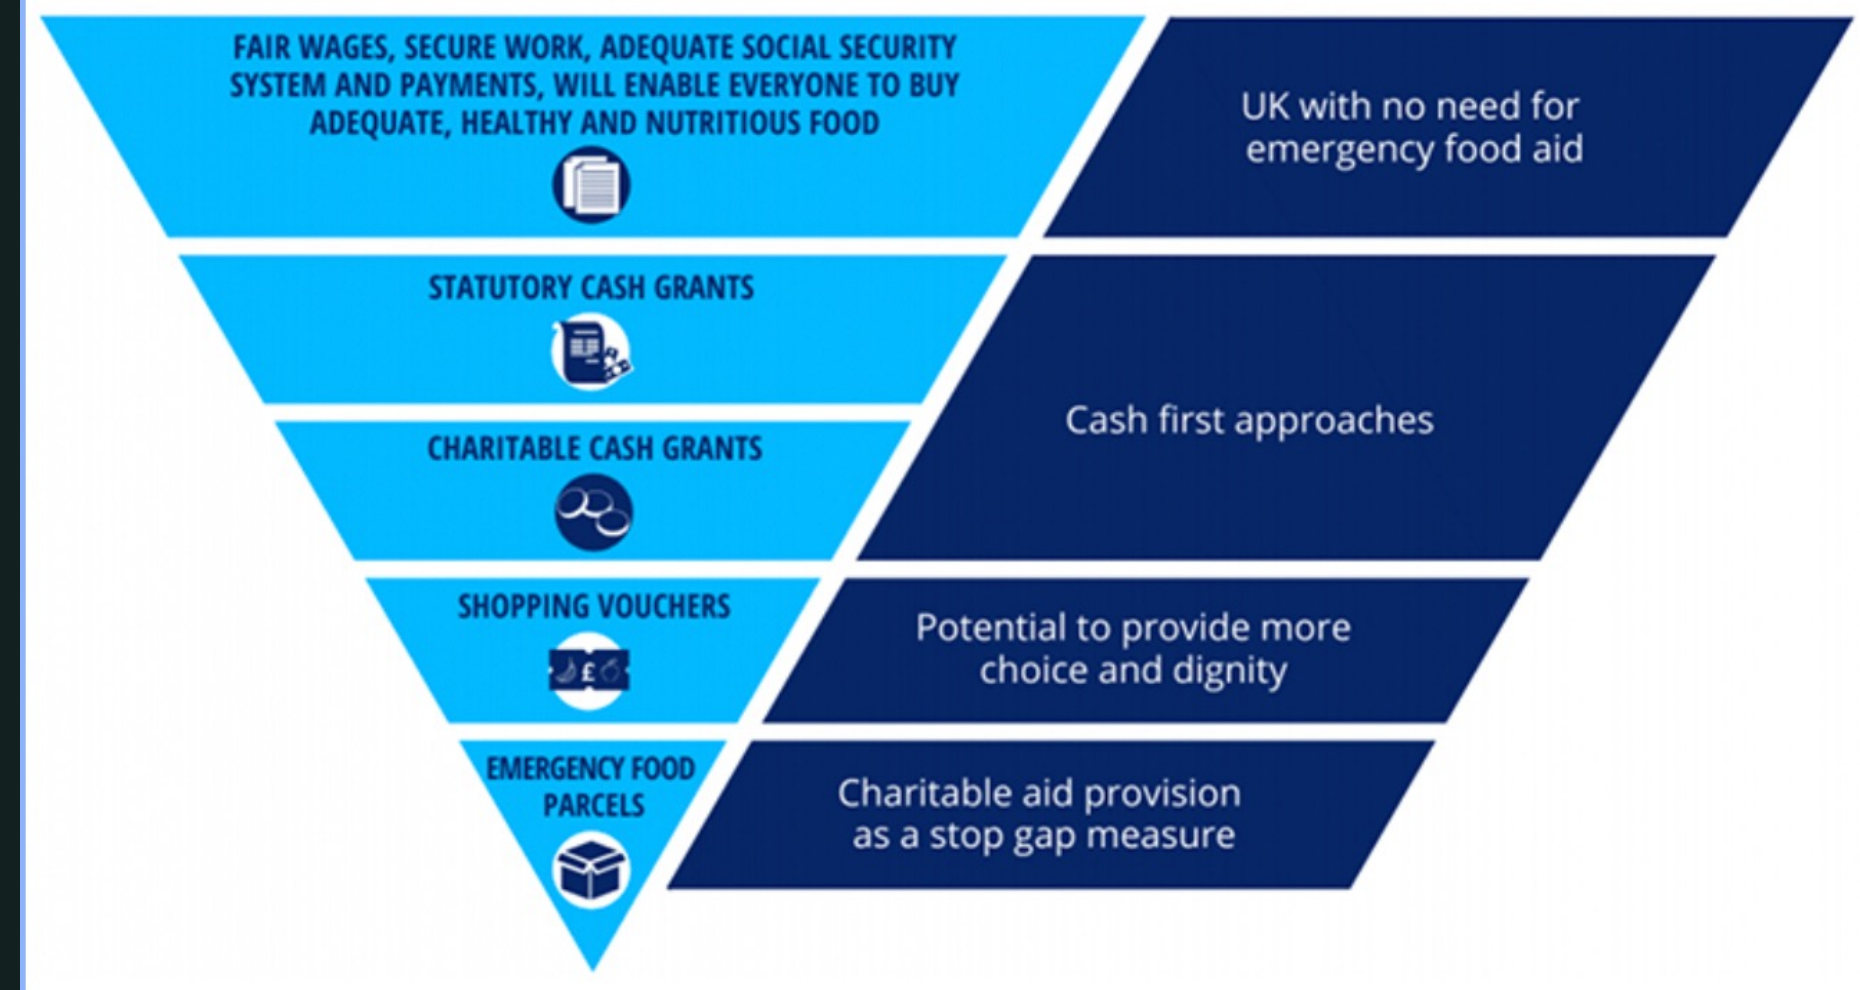 FAIR WAGES, SECURE WORK, ADEQUATE SOCIAL SECURITY
SYSTEM AND PAYMENTS, WILL ENABLE EVERYONE TO BUY
ADEQUATE, HEALTHY AND NUTRITIOUS FOOD
UK with no need for
emergency food aid
STATUTORY CASH GRANTS
CHARITABLE CASH GRANTS
Cash first approaches
SHOPPING VOUCHERS
£
Potential to provide more
choice and dignity
EMERGENCY FOOD
PARCELS
Charitable aid provision
as a stop gap measure